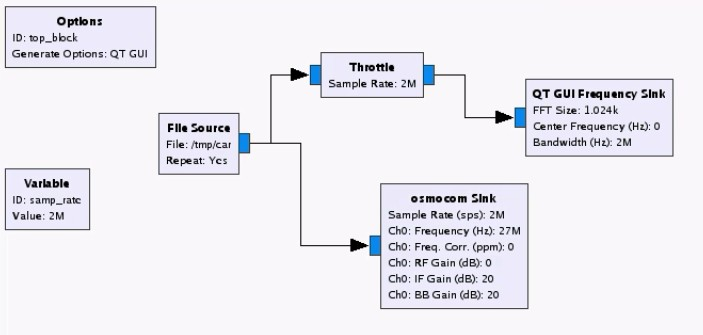 Options
ID: top_block
Generate Options: QT GUI
Throttle
Sample Rate: 2M
QT GUI Frequency Sink
FFT Size: 1.024k
Center Frequency (Hz): 0
Bandwidth (Hz): 2M
File Source
File: /tmp/car
Repeat: Yes
Variable
ID: samp_rate
Value: 2M
osmocom Sink
Sample Rate (sps): 2M
Ch0: Frequency (Hz): 27M
Ch0: Freq. Corr. (ppm): 0
Ch0: RF Gain (dB): 0
Ch0: IF Gain (dB): 20
Ch0: BB Gain (dB): 20